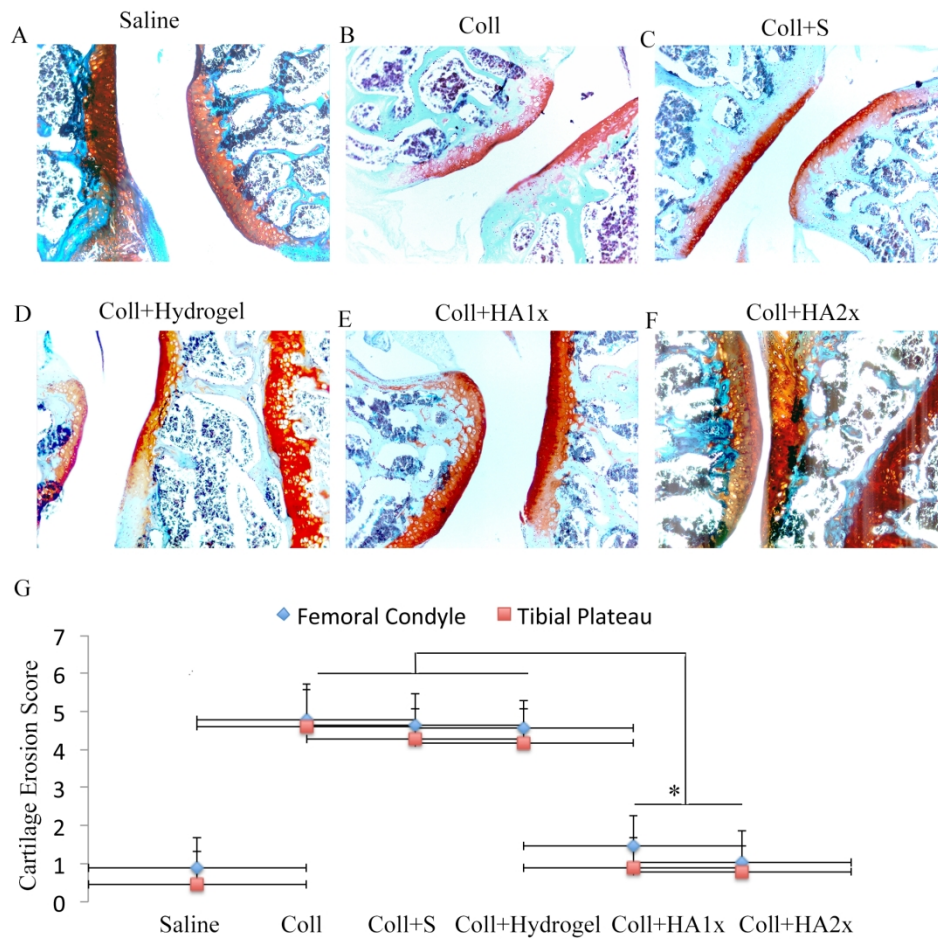 Saline
Coll
Coll+S
A
B
C
Coll+Hydrogel
Coll+HA1x
Coll+HA2x
D
E
F
G
Femoral Condyle
Tibial Plateau
Cartilage Erosion Score
7
6
5
4
3
2
1
0
*
Saline
Coll
Coll+S
Coll+Hydrogel
Coll+HA1x
Coll+HA2x